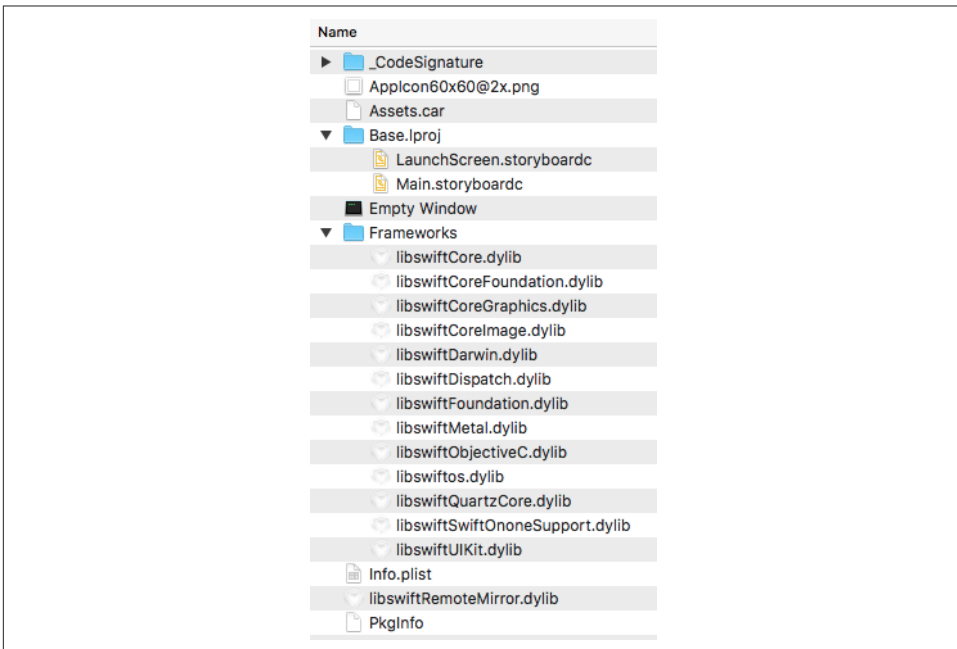 Name
_CodeSignature
AppIcon60x60@2x.png
Assets.car
Base.lproj
LaunchScreen.storyboardc
Main.storyboardc
Empty Window
Frameworks
libswiftCore.dylib
libswiftCoreFoundation.dylib
libswiftCoreGraphics.dylib
libswiftCoreImage.dylib
libswiftDarwin.dylib
libswiftDispatch.dylib
libswiftFoundation.dylib
libswiftMetal.dylib
libswiftObjectiveC.dylib
libswiftos.dylib
libswiftQuartzCore.dylib
libswiftSwiftOnoneSupport.dylib
libswiftUIKit.dylib
Info.plist
libswiftRemoteMirror.dylib
PkgInfo